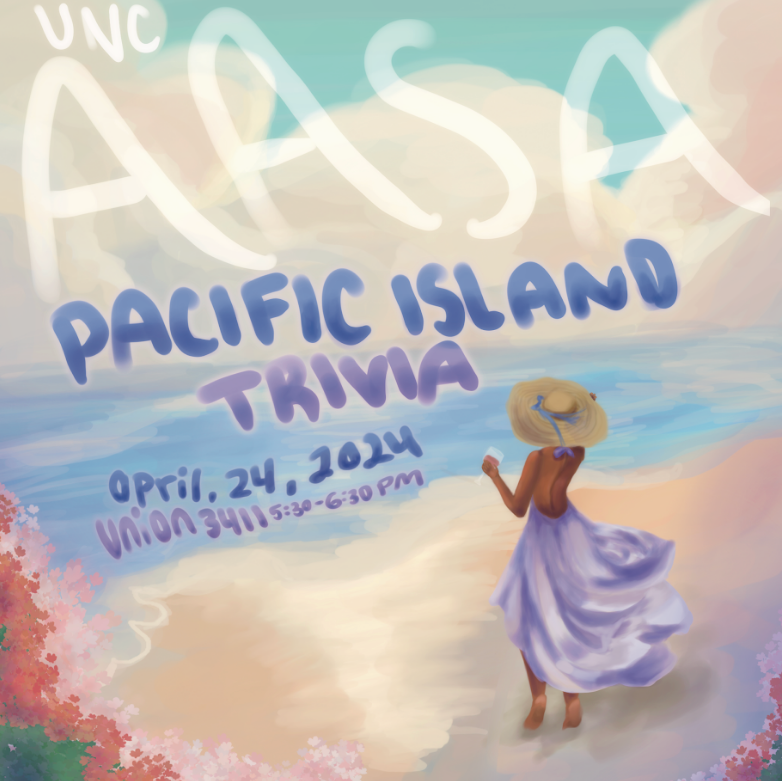 UNC
AASA
PACIFIC ISLAND
TRIVIA
April, 24, 2024
Union 3411 5:30-6:30 PM